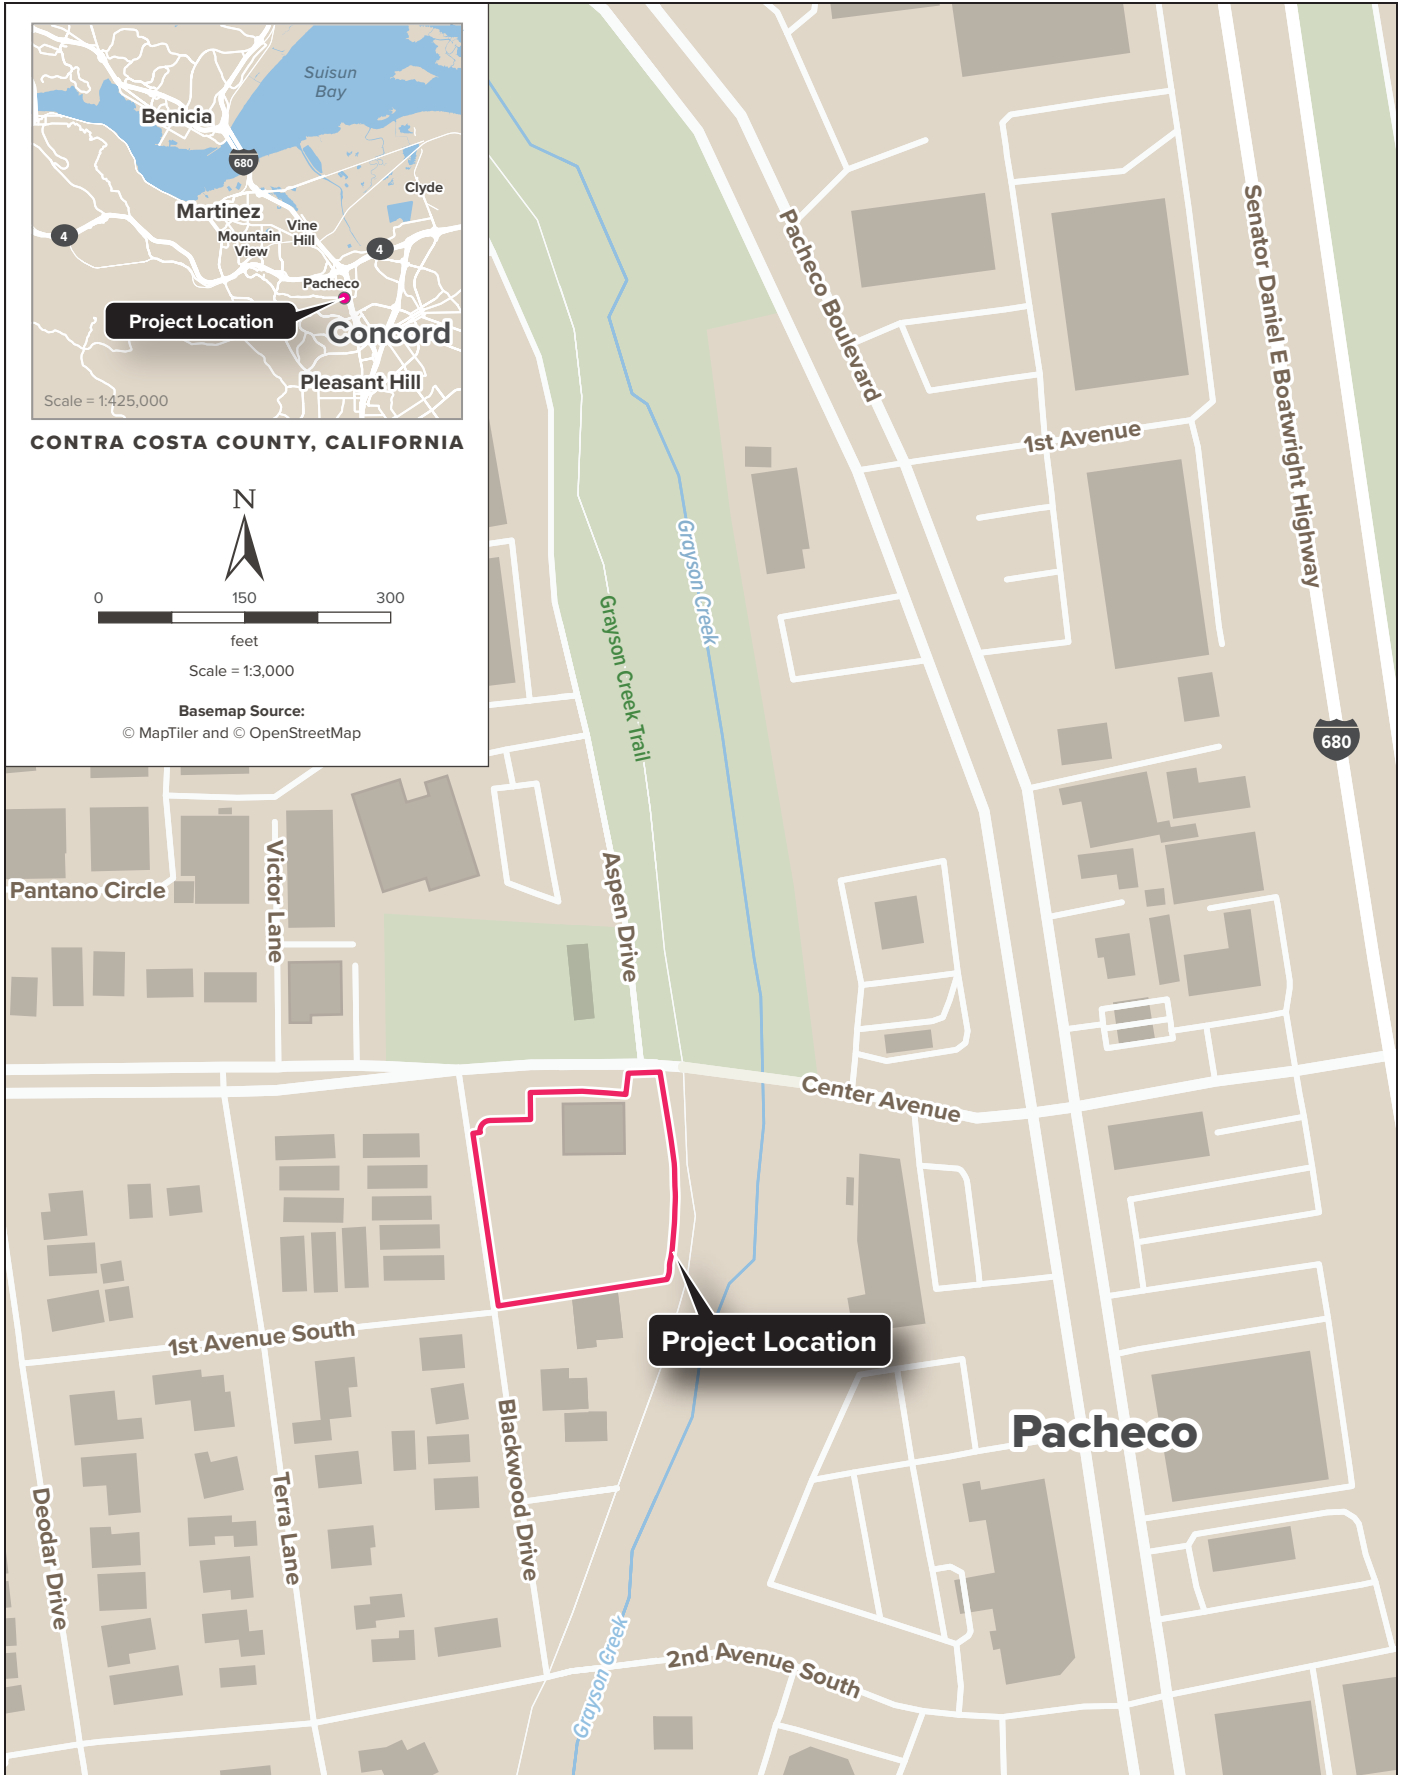 Suisun
Bay
Benicia
680
Clyde
Martinez
Vine
Hill
Mountain
View
4
4
Pacheco
Project Location
Concord
Pleasant Hill
Scale = 1:425,000
CONTRA COSTA COUNTY, CALIFORNIA
N
0 150 300
feet
Scale = 1:3,000
Basemap Source:
© MapTiler and © OpenStreetMap
Pacheco Boulevard
Senator Daniel E Boatwright Highway
1st Avenue
Grayson Creek
Grayson Creek Trail
680
Aspen Drive
Victor Lane
Pantano Circle
Center Avenue
Project Location
1st Avenue South
Pacheco
Blackwood Drive
Terra Lane
Deodar Drive
Grayson Creek
2nd Avenue South